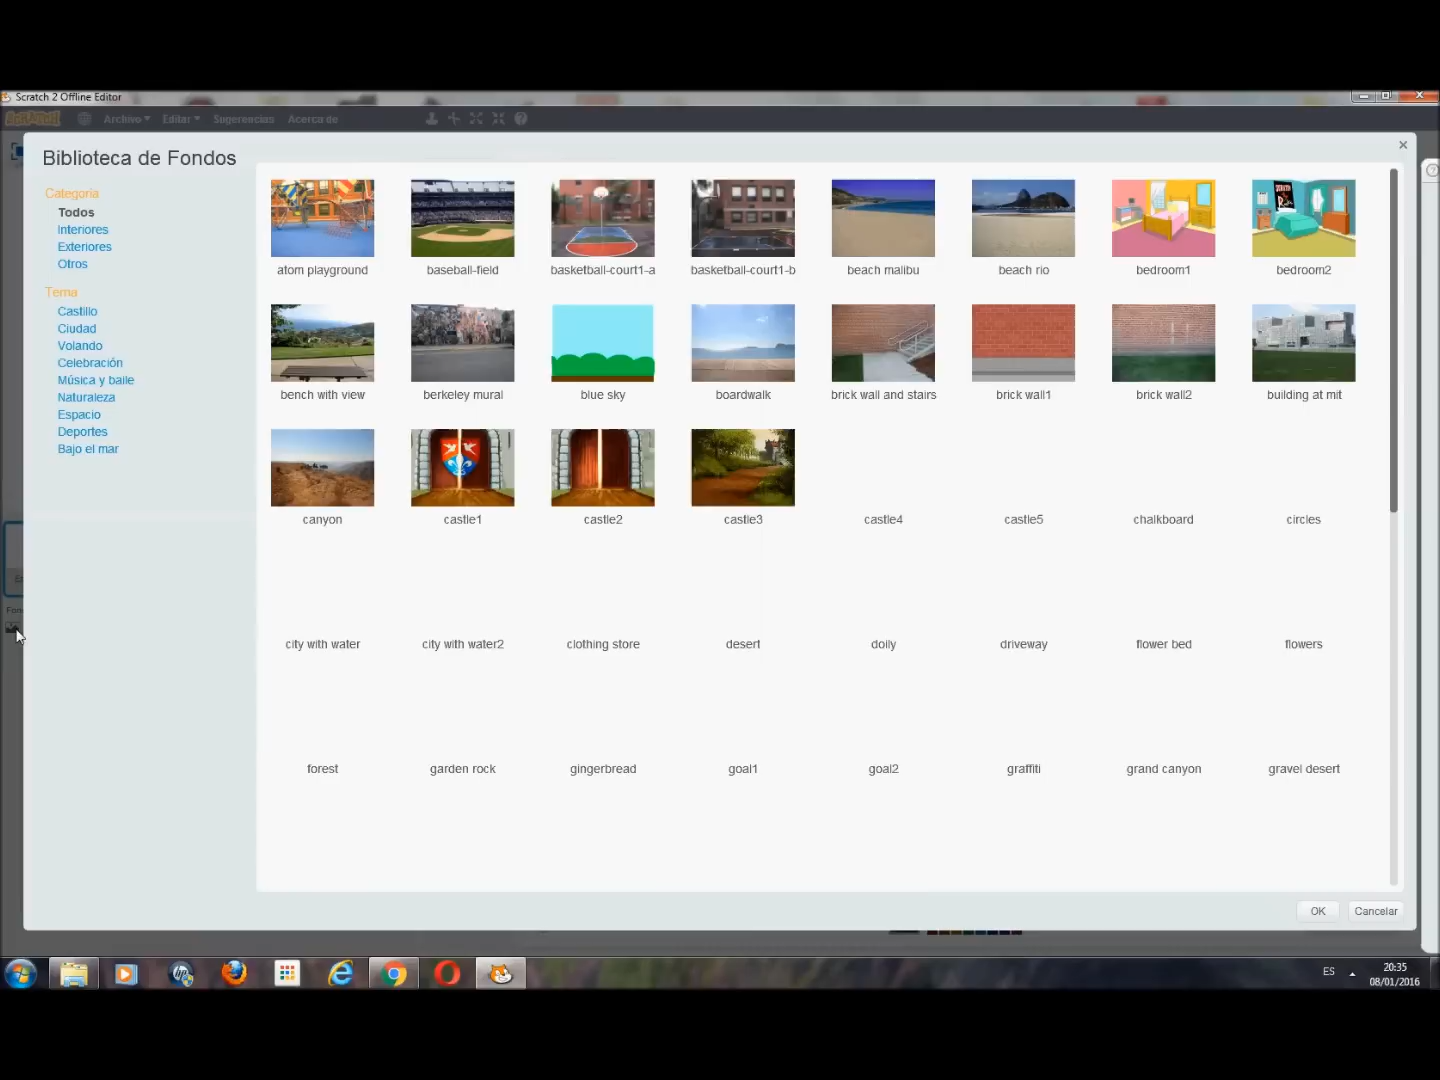 Scratch 2 Offline Editor
SCRATCH Archivo Editar Sugerencias Acerca de
Biblioteca de Fondos
Categoría
Todos
Interiores
Exteriores
Otros
Tema
Castillo
Ciudad
Volando
Celebración
Música y baile
Naturaleza
Espacio
Deportes
Bajo el mar
atom playground baseball-field basketball-court1-a basketball-court1-b beach malibu beach rio bedroom1 bedroom2
bench with view berkeley mural blue sky boardwalk brick wall and stairs brick wall1 brick wall2 building at mit
canyon castle1 castle2 castle3 castle4 castle5 chalkboard circles
city with water city with water2 clothing store desert doily driveway flower bed flowers
forest garden rock gingerbread goal1 goal2 graffiti grand canyon gravel desert
OK Cancelar
ES
20:35
08/01/2016